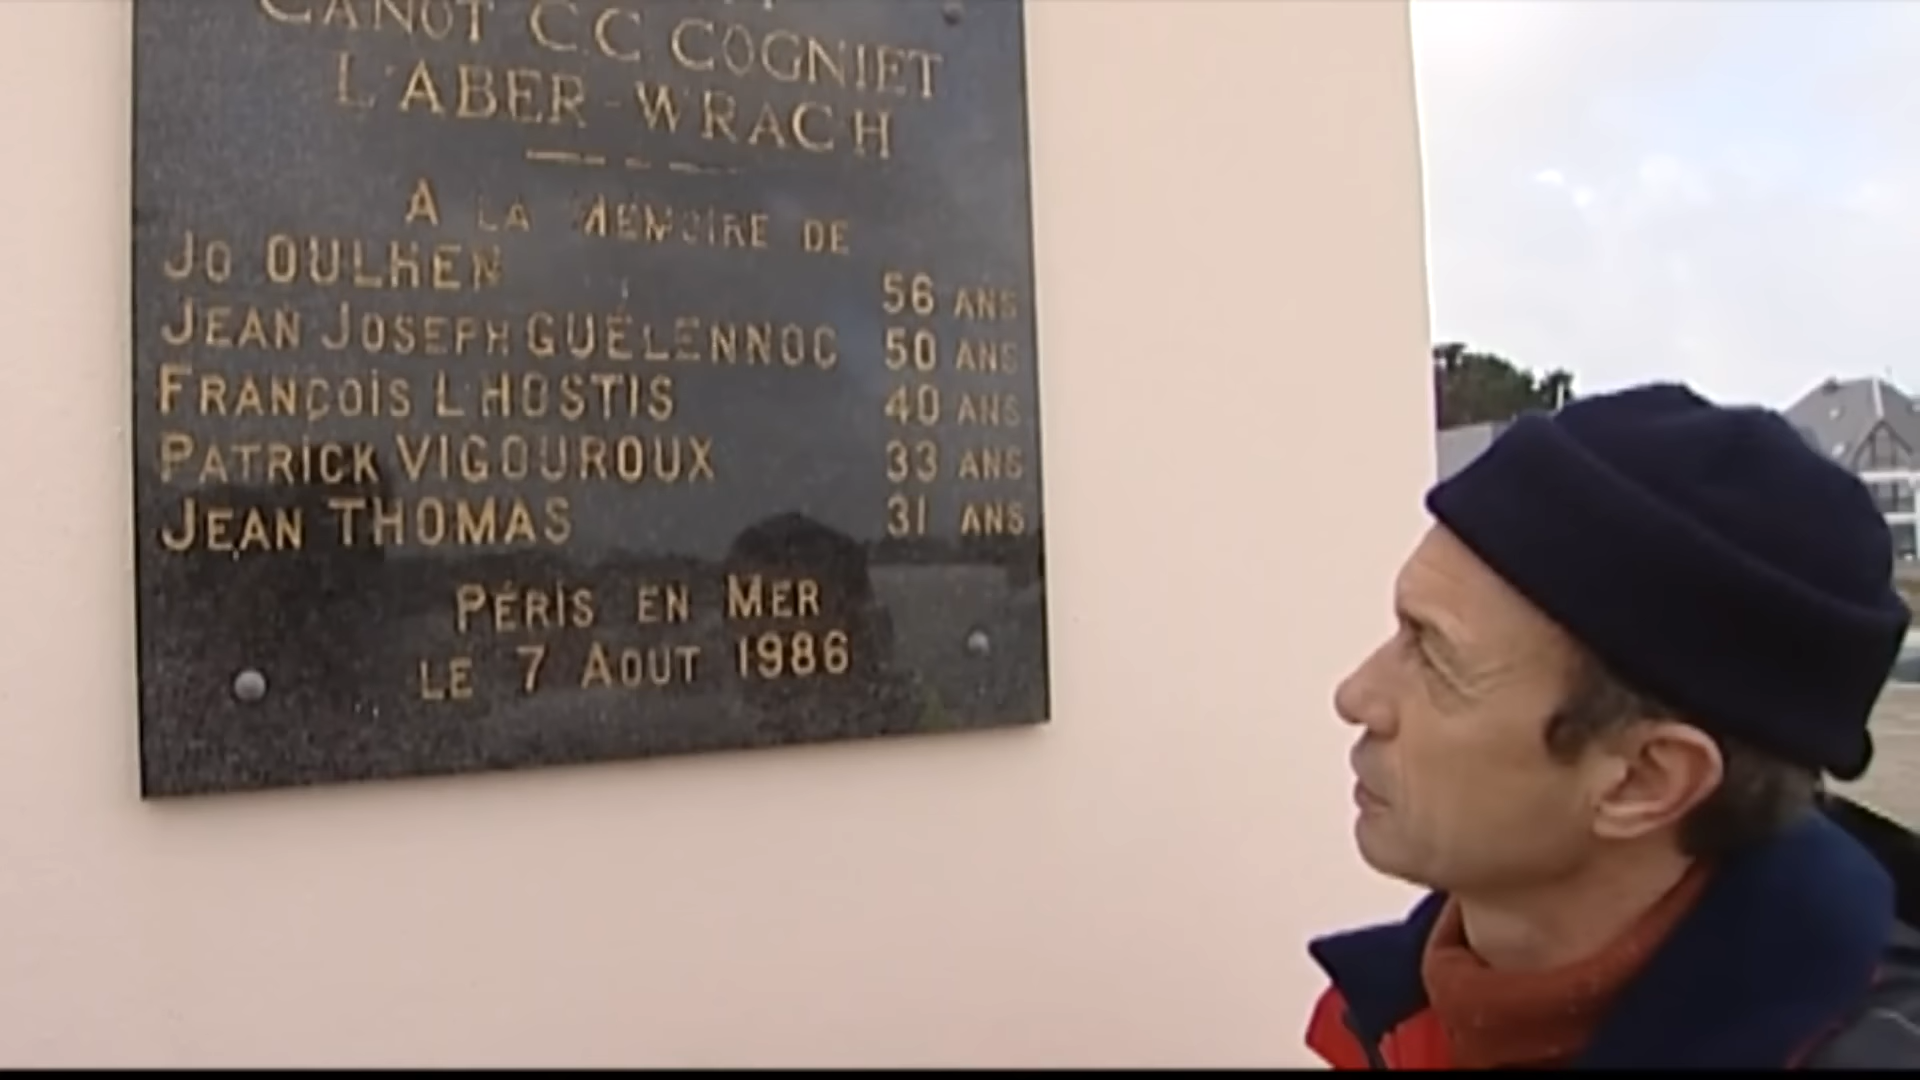 CANOT C.C COGNIET
L'ABER-WRACH
A LA MÉMOIRE DE
JO OULHEN 56 ANS
JEAN JOSEPH GUÉLENNOC 50 ANS
FRANÇOIS L'HOSTIS 40 ANS
PATRICK VIGOUROUX 33 ANS
JEAN THOMAS 31 ANS
PÉRIS EN MER
LE 7 AOUT 1986